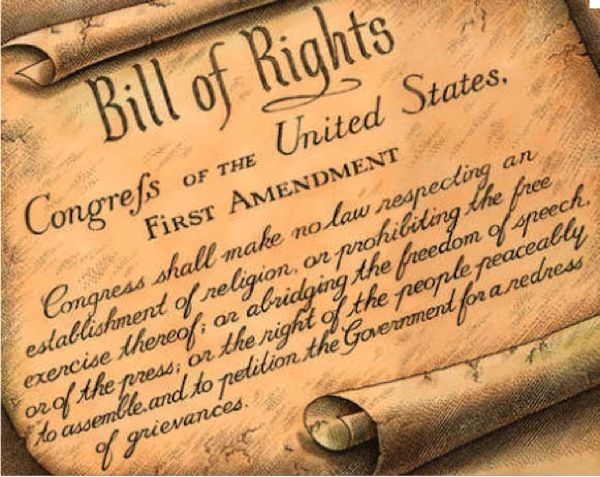 Bill of Rights
Congreſs OF THE United States,
FIRST AMENDMENT
Congress shall make no law respecting an
establishment of religion, or prohibiting the free
exercise thereof; or abridging the freedom of speech,
or of the press; or the right of the people peaceably
to assemble, and to petition the Government for a redress
of grievances.